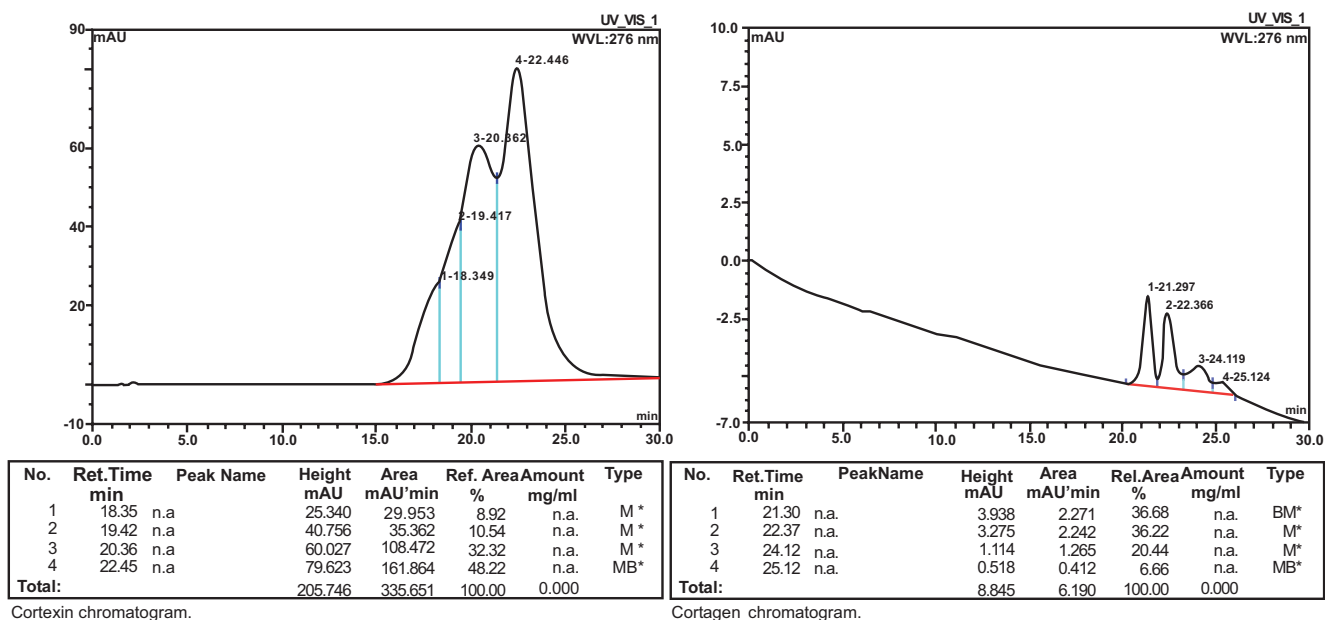 UV_VIS_1
90
mAU
WVL:276 nm
4-22.446
3-20.362
60
2-19.417
40
1-18.349
20
min
-10
0.0 5.0 10.0 15.0 20.0 25.0 30.0
No. Ret.Time Peak Name Height Area Ref. Area Amount Type
min mAU mAU’min % mg/ml
1 18.35 n.a 25.340 29.953 8.92 n.a. M *
2 19.42 n.a 40.756 35.362 10.54 n.a. M *
3 20.36 n.a 60.027 108.472 32.32 n.a. M *
4 22.45 n.a 79.623 161.864 48.22 n.a. MB*
Total: 205.746 335.651 100.00 0.000
Cortexin chromatogram.
UV_VIS_1
10.0
mAU
WVL:276 nm
7.5
5.0
2.5
0.0
1-21.297
2-22.366
-2.5
3-24.119
4-25.124
min
-7.0
0.0 5.0 10.0 15.0 20.0 25.0 30.0
No. Ret.Time PeakName Height Area Rel.Area Amount Type
min mAU mAU’min % mg/ml
1 21.30 n.a. 3.938 2.271 36.68 n.a. BM*
2 22.37 n.a. 3.275 2.242 36.22 n.a. M*
3 24.12 n.a. 1.114 1.265 20.44 n.a. M*
4 25.12 n.a. 0.518 0.412 6.66 n.a. MB*
Total: 8.845 6.190 100.00 0.000
Cortagen chromatogram.